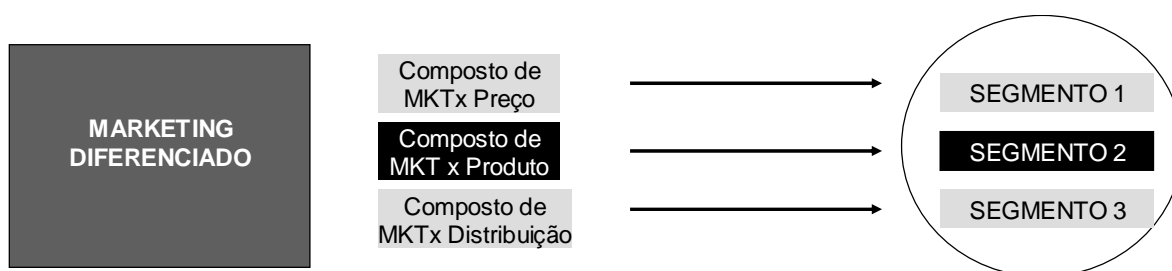 MARKETING
DIFERENCIADO
Composto de
MKTx Preço
Composto de
MKT x Produto
Composto de
MKTx Distribuição
SEGMENTO 1
SEGMENTO 2
SEGMENTO 3